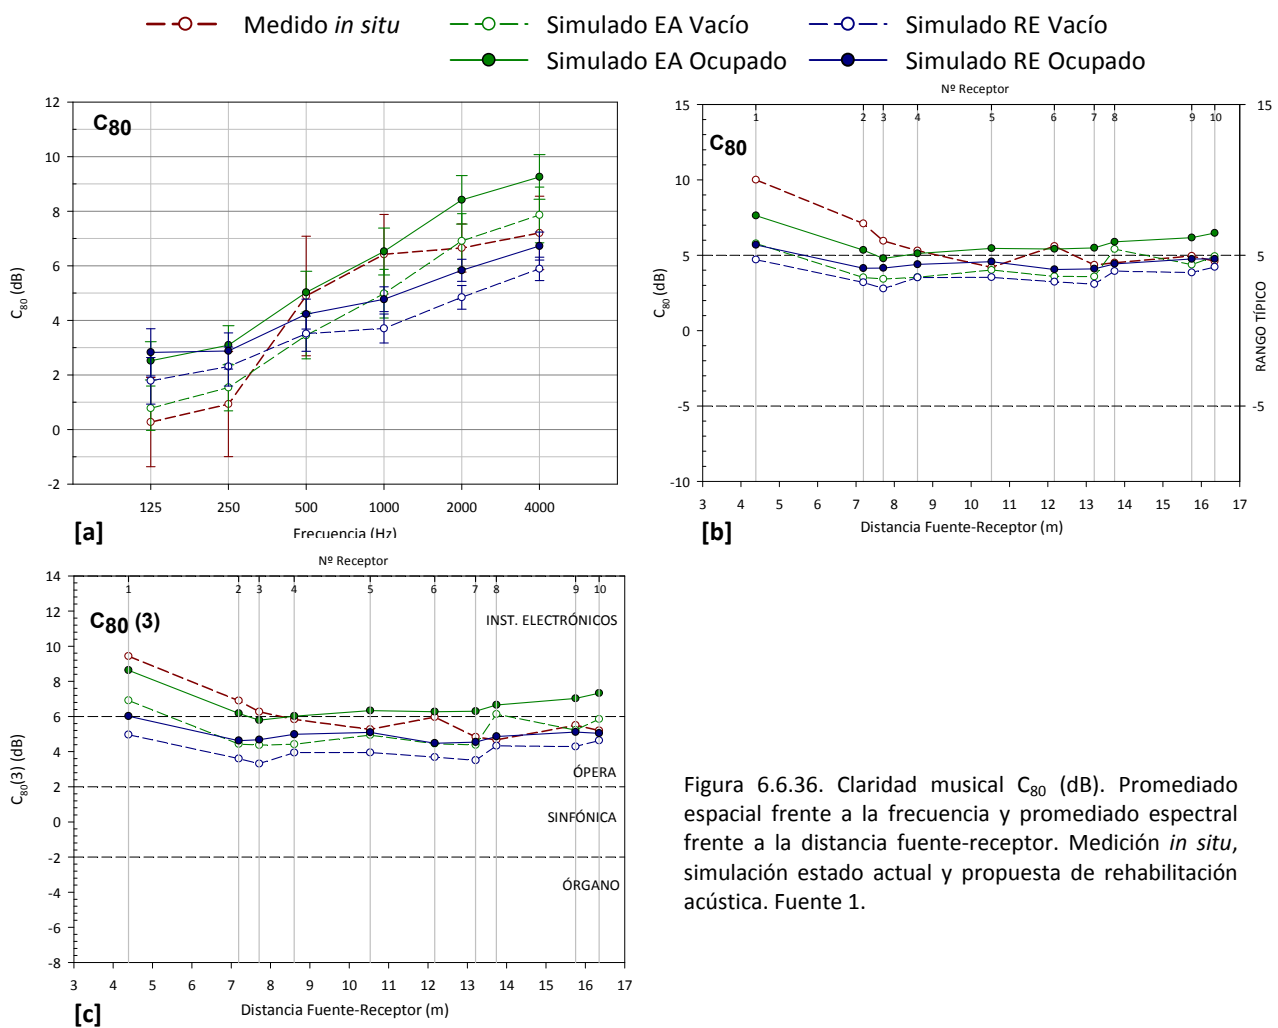 Medido in situ
Simulado EA Vacío
Simulado RE Vacío
Simulado EA Ocupado
Simulado RE Ocupado
C80
12
10
8
6
4
2
0
-2
C80 (dB)
125 250 500 1000 2000 4000
Frecuencia (Hz)
[a]
Nº Receptor
1 2 3 4 5 6 7 8 9 10
C80
15
10
5
0
-5
-10
C80 (dB)
15
5
-5
RANGO TÍPICO
3 4 5 6 7 8 9 10 11 12 13 14 15 16 17
Distancia Fuente-Receptor (m)
[b]
Nº Receptor
1 2 3 4 5 6 7 8 9 10
C80 (3)
14
12
10
8
6
4
2
0
-2
-4
-6
-8
C80(3) (dB)
INST. ELECTRÓNICOS
ÓPERA
SINFÓNICA
ÓRGANO
3 4 5 6 7 8 9 10 11 12 13 14 15 16 17
Distancia Fuente-Receptor (m)
[c]
Figura 6.6.36. Claridad musical C80 (dB). Promediado
espacial frente a la frecuencia y promediado espectral
frente a la distancia fuente-receptor. Medición in situ,
simulación estado actual y propuesta de rehabilitación
acústica. Fuente 1.